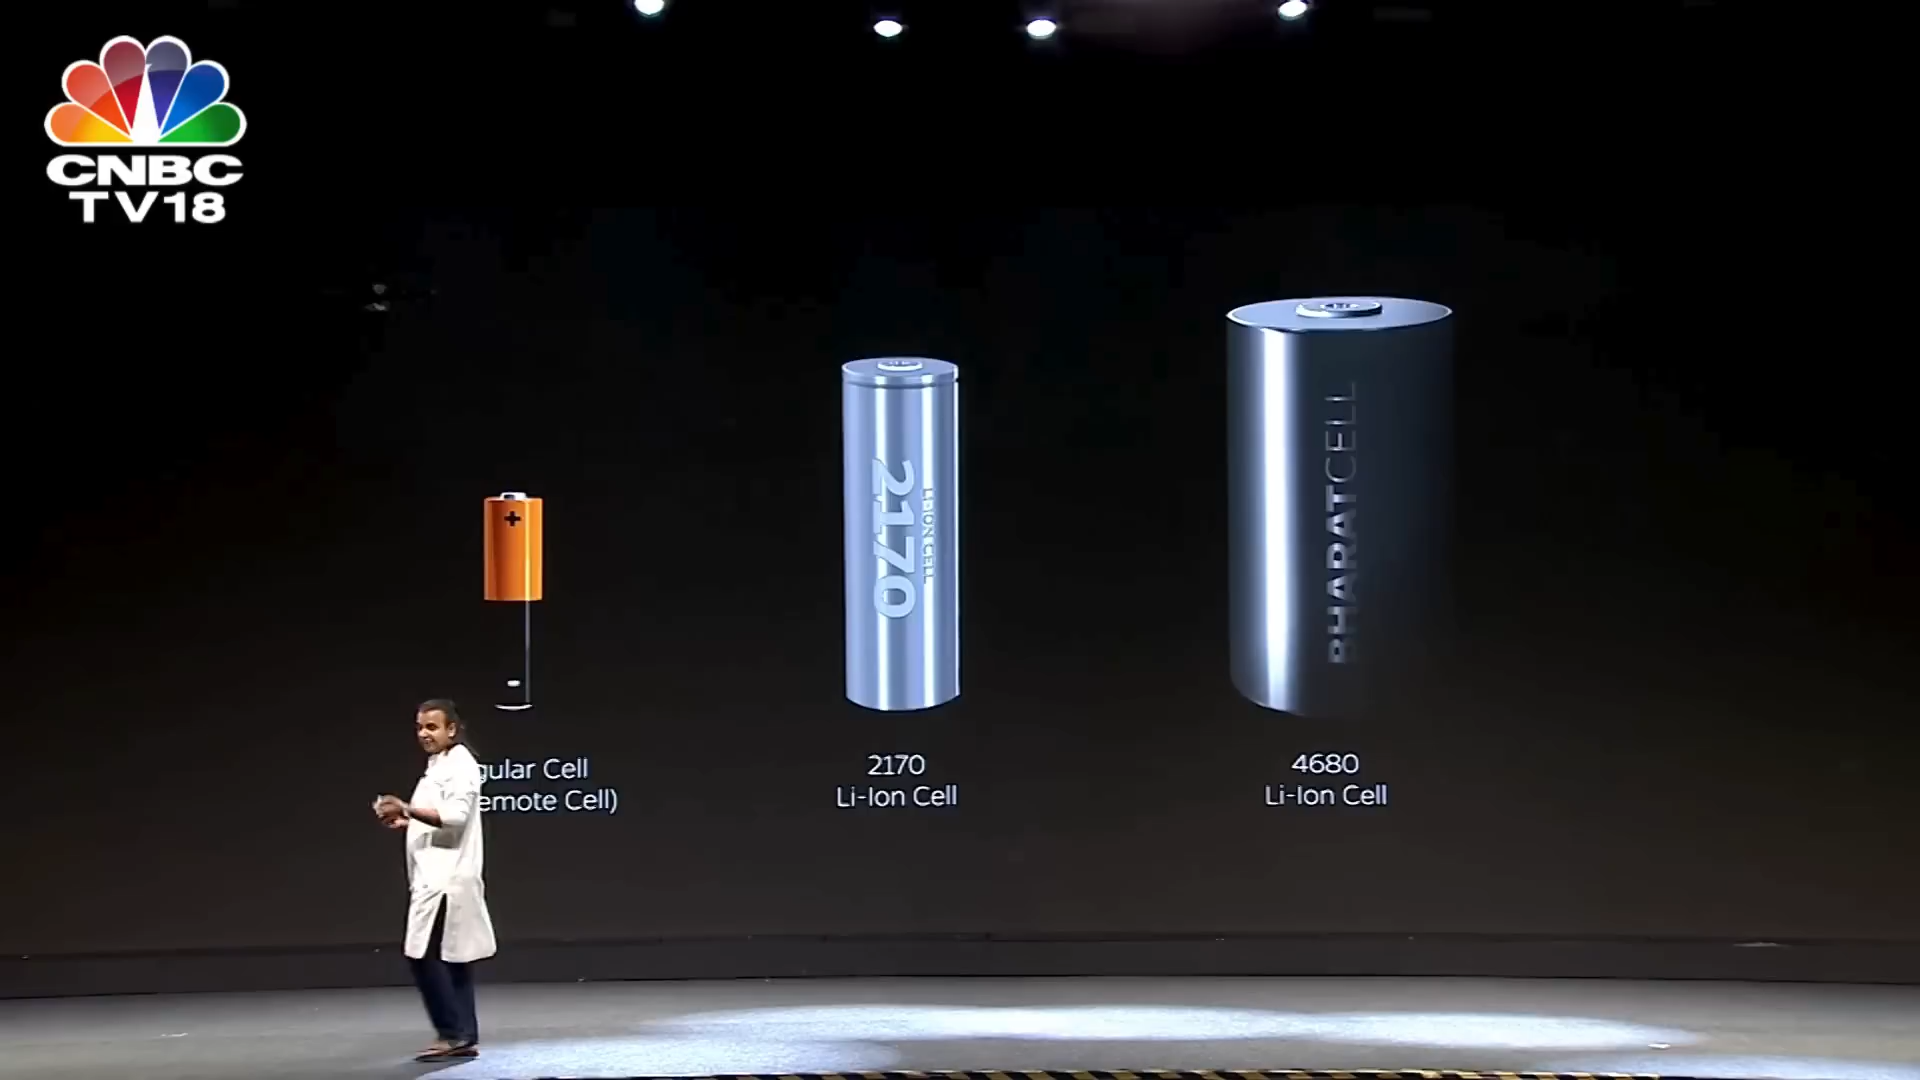 CNBC
TV18
+
2170
LI-ION CELL
BHARATCELL
gular Cell
emote Cell)
2170
Li-Ion Cell
4680
Li-Ion Cell